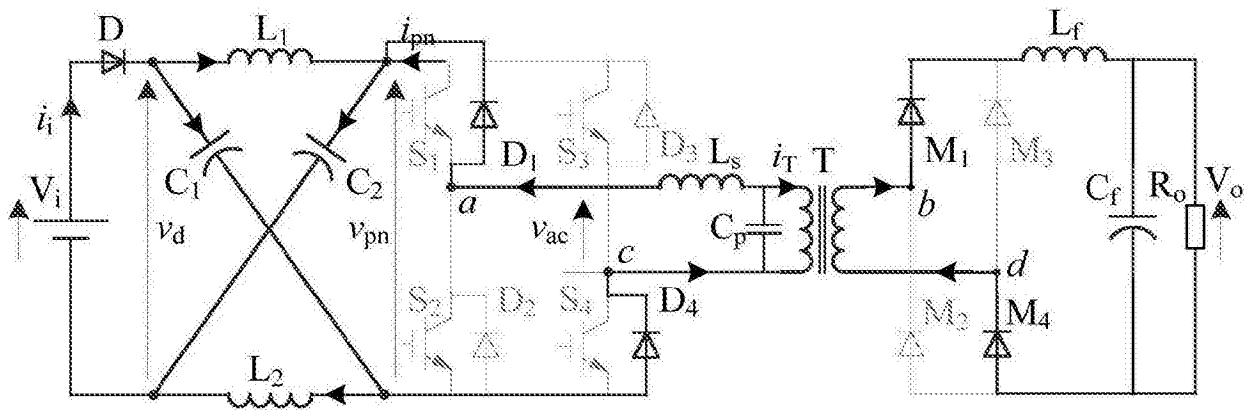 D
L1
ipn
Lf
ii
Vi
C1
C2
vd
vpn
S1
D1
S3
D3
Ls
iT
T
M1
M3
Cf
Ro
Vo
a
vac
Cp
b
c
d
S2
D2
S4
D4
M2
M4
L2